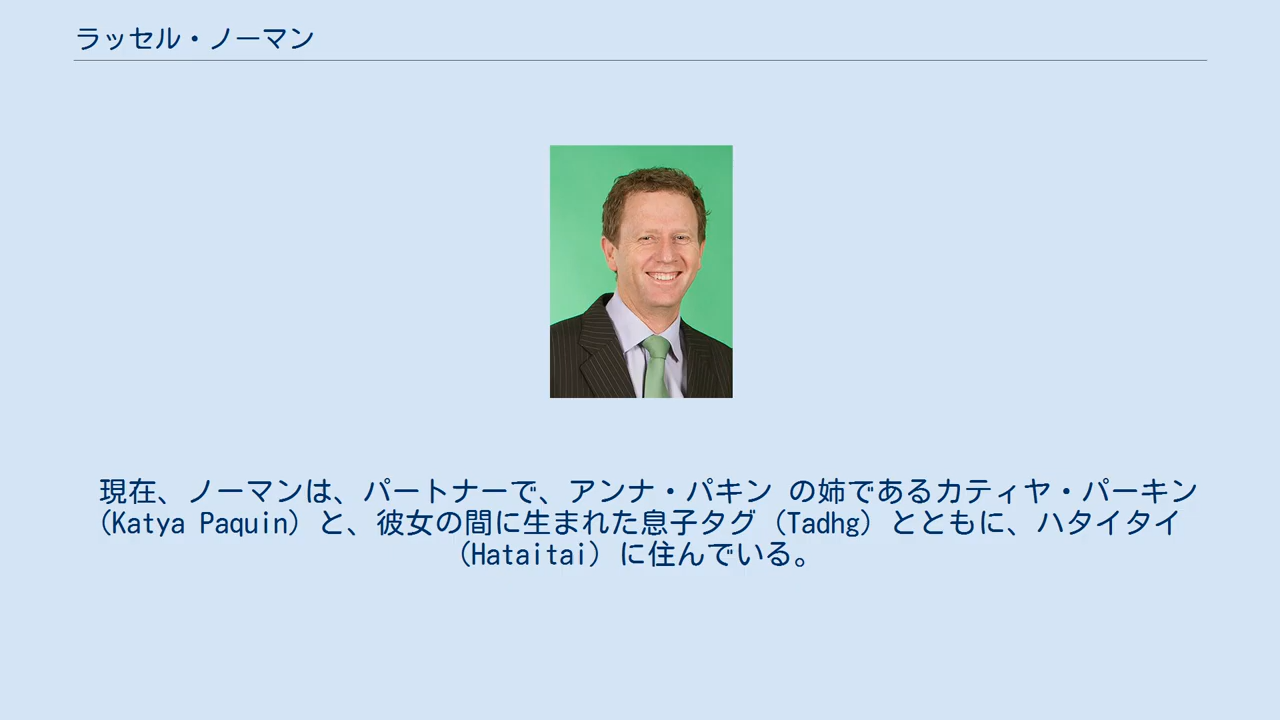 ラッセル・ノーマン
現在、ノーマンは、パートナーで、アンナ・パキン の姉であるカティヤ・パーキン
(Katya Paquin) と、彼女の間に生まれた息子タグ (Tadhg) とともに、ハタイタイ
(Hataitai) に住んでいる。